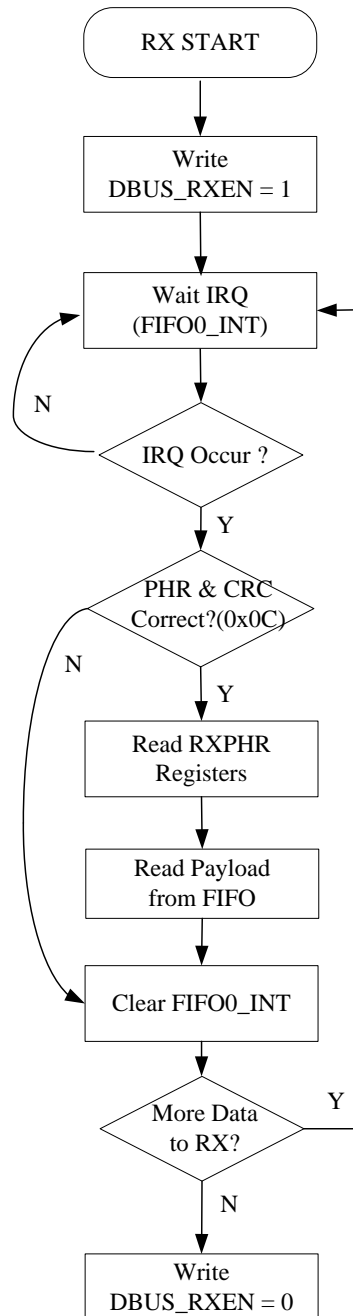 RX START
Write
DBUS_RXEN = 1
Wait IRQ
(FIFO0_INT)
N
IRQ Occur ?
Y
PHR & CRC
Correct?(0x0C)
N
Y
Read RXPHR
Registers
Read Payload
from FIFO
Clear FIFO0_INT
More Data
to RX?
Y
N
Write
DBUS_RXEN = 0